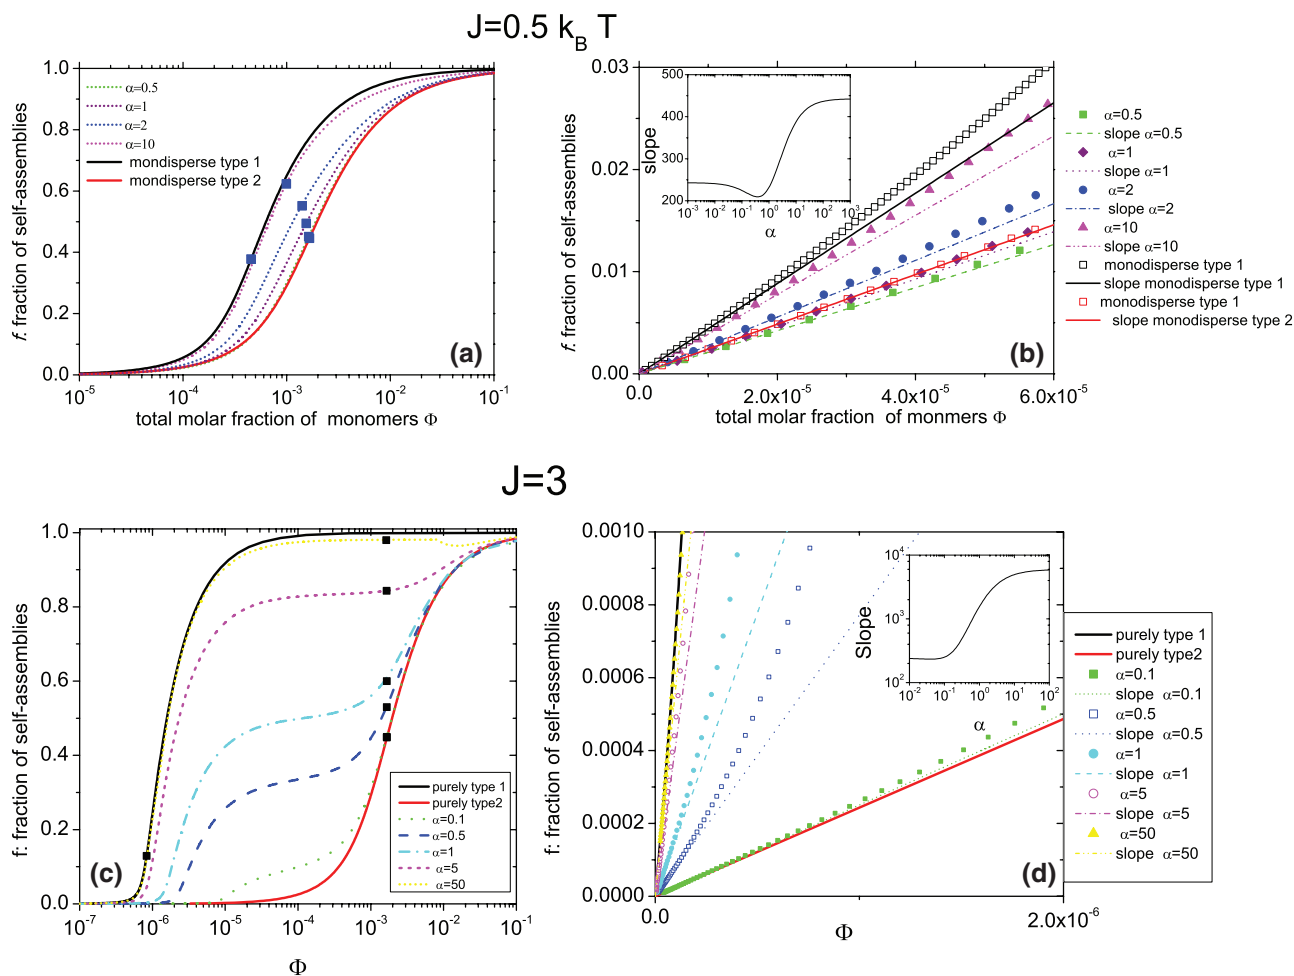 J=0.5 k_B T
f. fraction of self-assemblies
1.0
0.8
0.6
0.4
0.2
0.0
α=0.5
α=1
α=2
α=10
mondisperse type 1
mondisperse type 2
(a)
10^-5 10^-4 10^-3 10^-2 10^-1
total molar fraction of monomers Φ
f. fraction of self-assemblies
0.03
0.02
0.01
0.00
slope
500
400
300
200
10^-3 10^-2 10^-1 10^0 10^1 10^2 10^3
α
(b)
2.0x10^-5 4.0x10^-5 6.0x10^-5
total molar fraction of monmers Φ
α=0.5
slope α=0.5
α=1
slope α=1
α=2
slope α=2
α=10
slope α=10
monodisperse type 1
slope monodisperse type 1
monodisperse type 1
slope monodisperse type 2
J=3
f: fraction of self-assemblies
1.0
0.8
0.6
0.4
0.2
0.0
(c)
purely type 1
purely type2
α=0.1
α=0.5
α=1
α=5
α=50
10^-7 10^-6 10^-5 10^-4 10^-3 10^-2 10^-1
Φ
f: fraction of self-assemblies
0.0010
0.0008
0.0006
0.0004
0.0002
0.0000
Slope
10^4
10^3
10^2
10^-2 10^-1 10^0 10^1 10^2
α
(d)
0.0 2.0x10^-6
Φ
purely type 1
purely type2
α=0.1
slope α=0.1
α=0.5
slope α=0.5
α=1
slope α=1
α=5
slope α=5
α=50
slope α=50